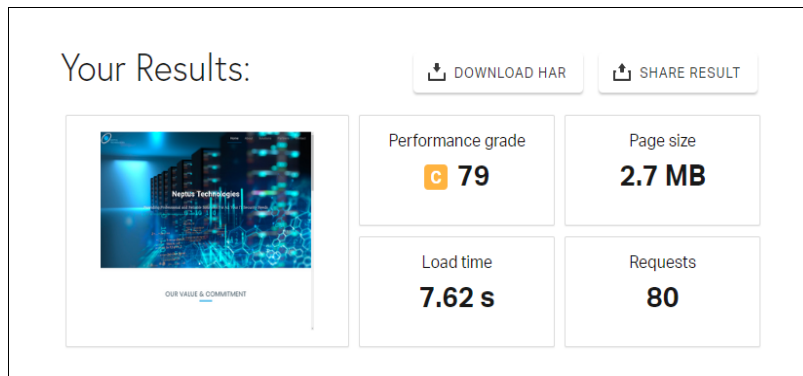 Your Results:
DOWNLOAD HAR
SHARE RESULT
Neptus Technologies
OUR VALUE & COMMITMENT
Performance grade
C 79
Page size
2.7 MB
Load time
7.62 s
Requests
80